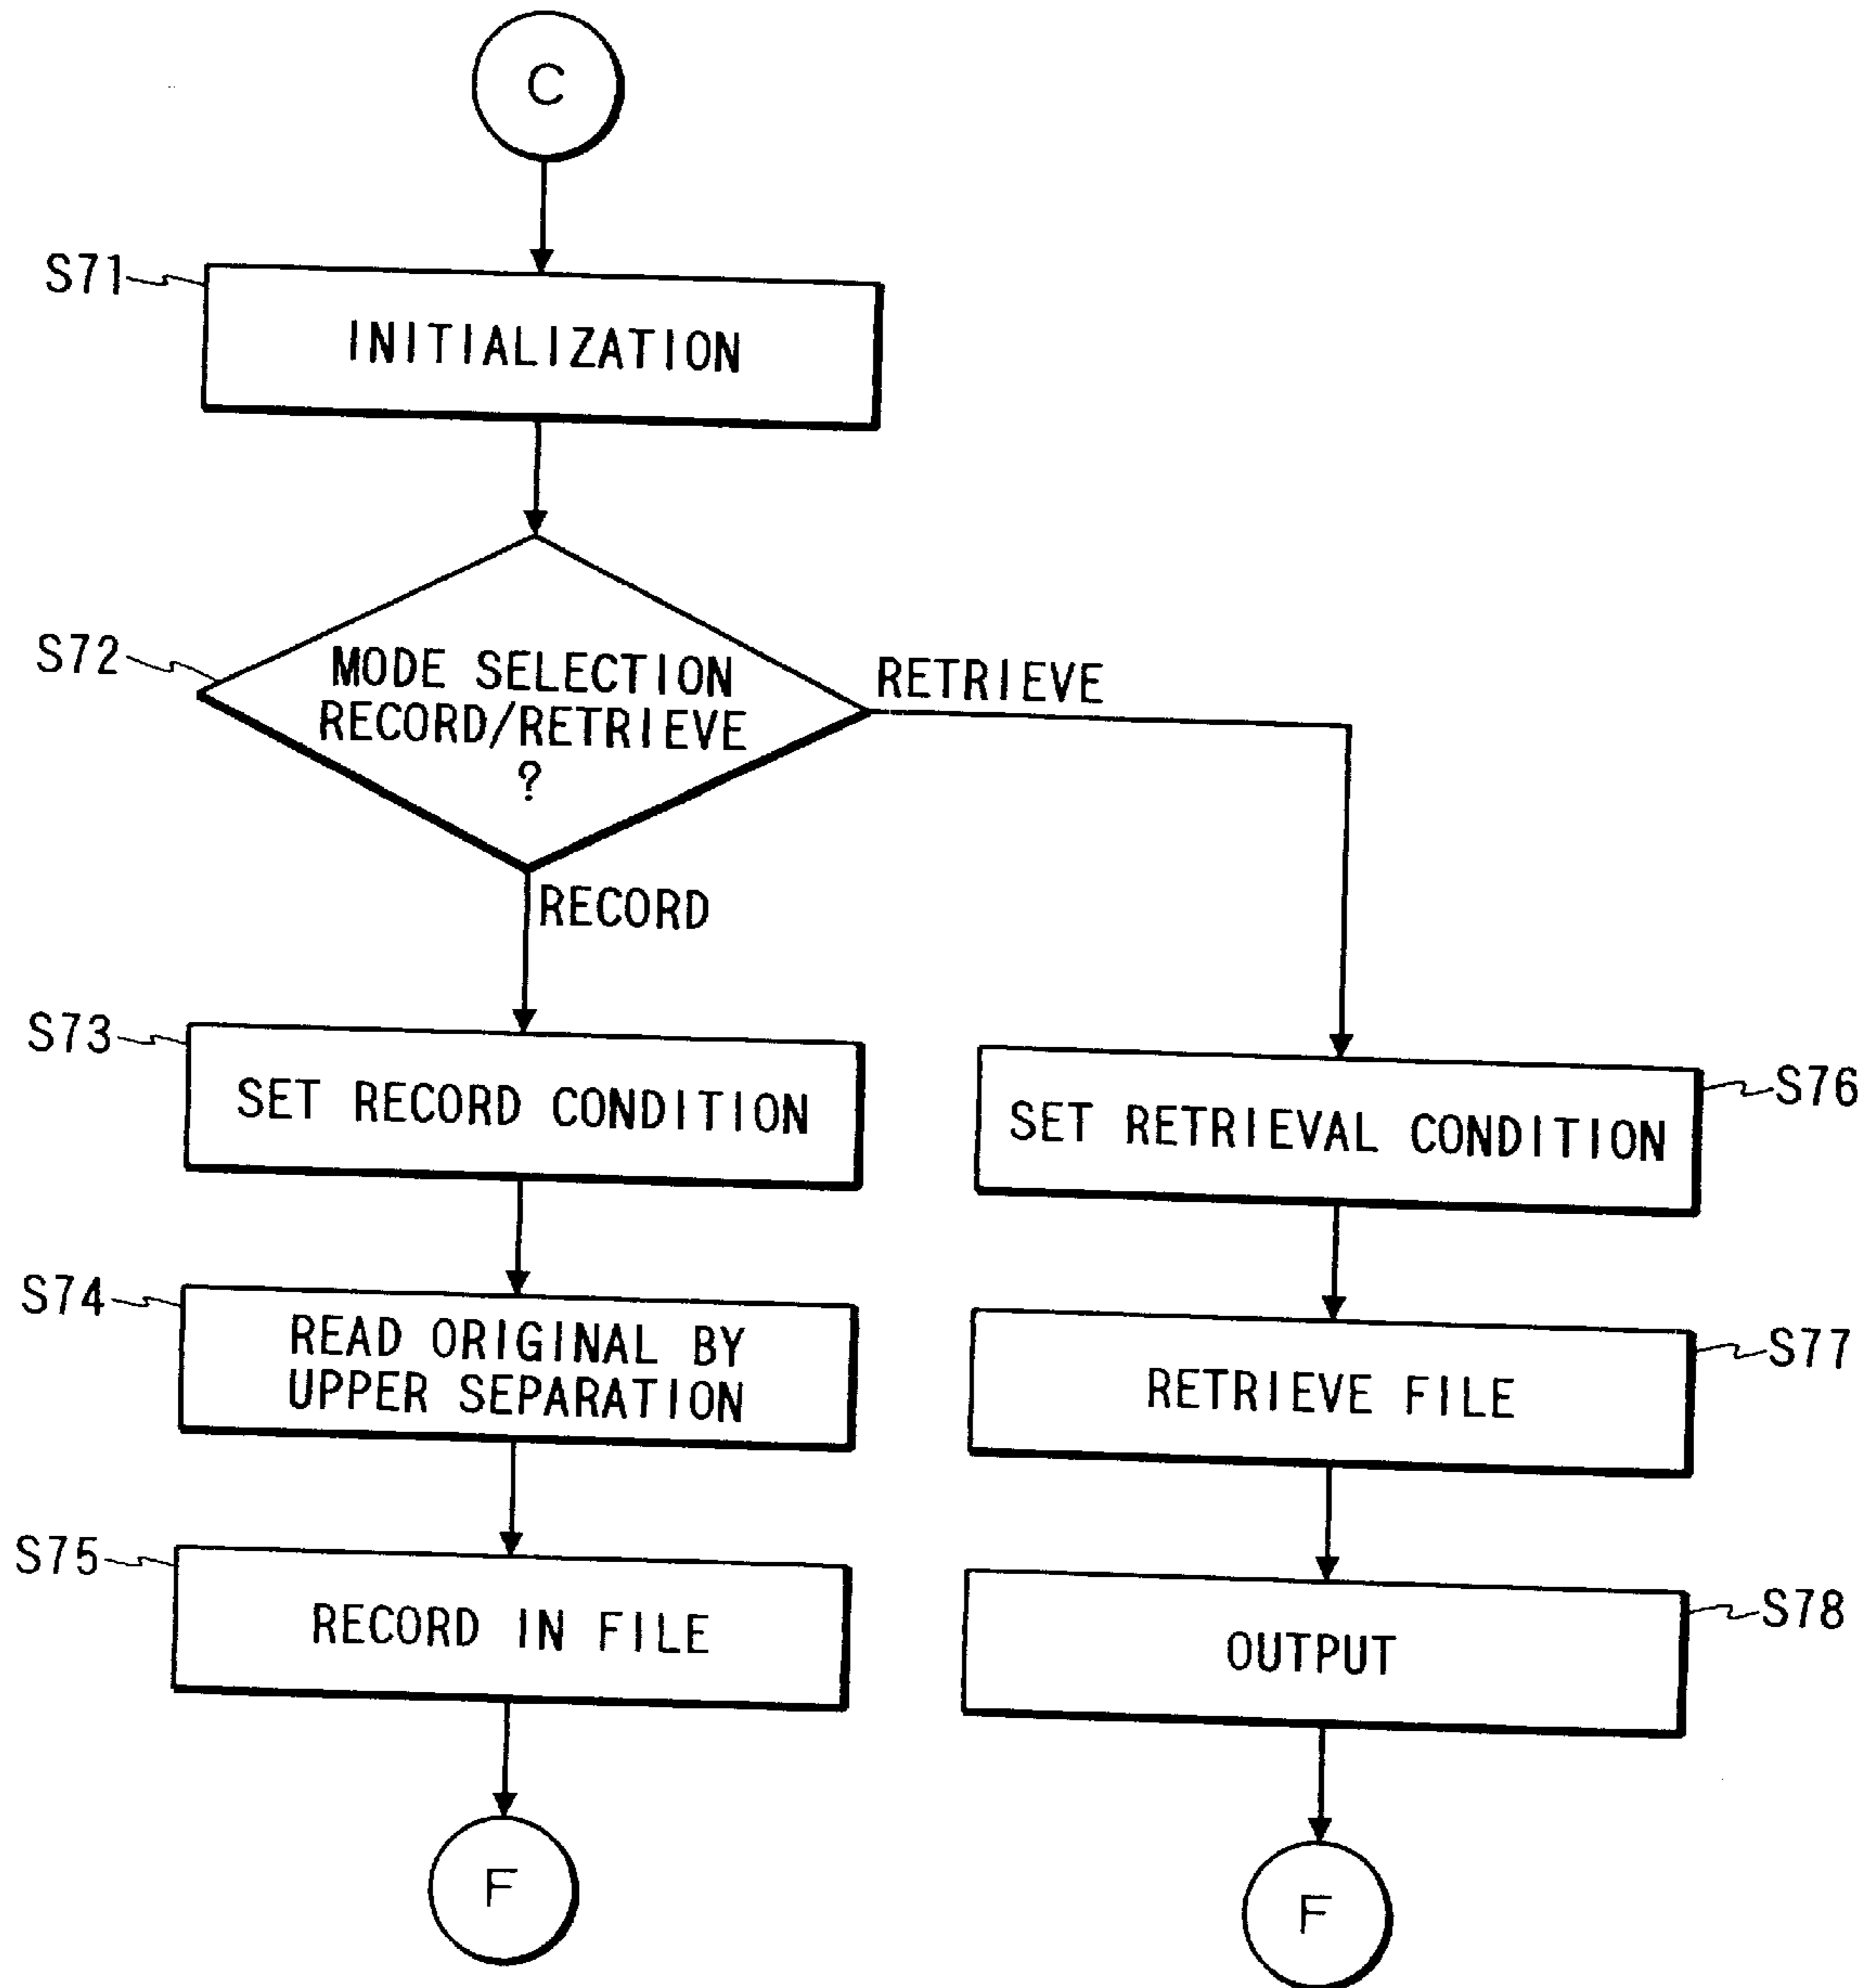 C
S71
INITIALIZATION
S72
MODE SELECTION
RECORD/RETRIEVE
?
RETRIEVE
RECORD
S73
SET RECORD CONDITION
S76
SET RETRIEVAL CONDITION
S74
READ ORIGINAL BY
UPPER SEPARATION
S77
RETRIEVE FILE
S75
RECORD IN FILE
S78
OUTPUT
F
F